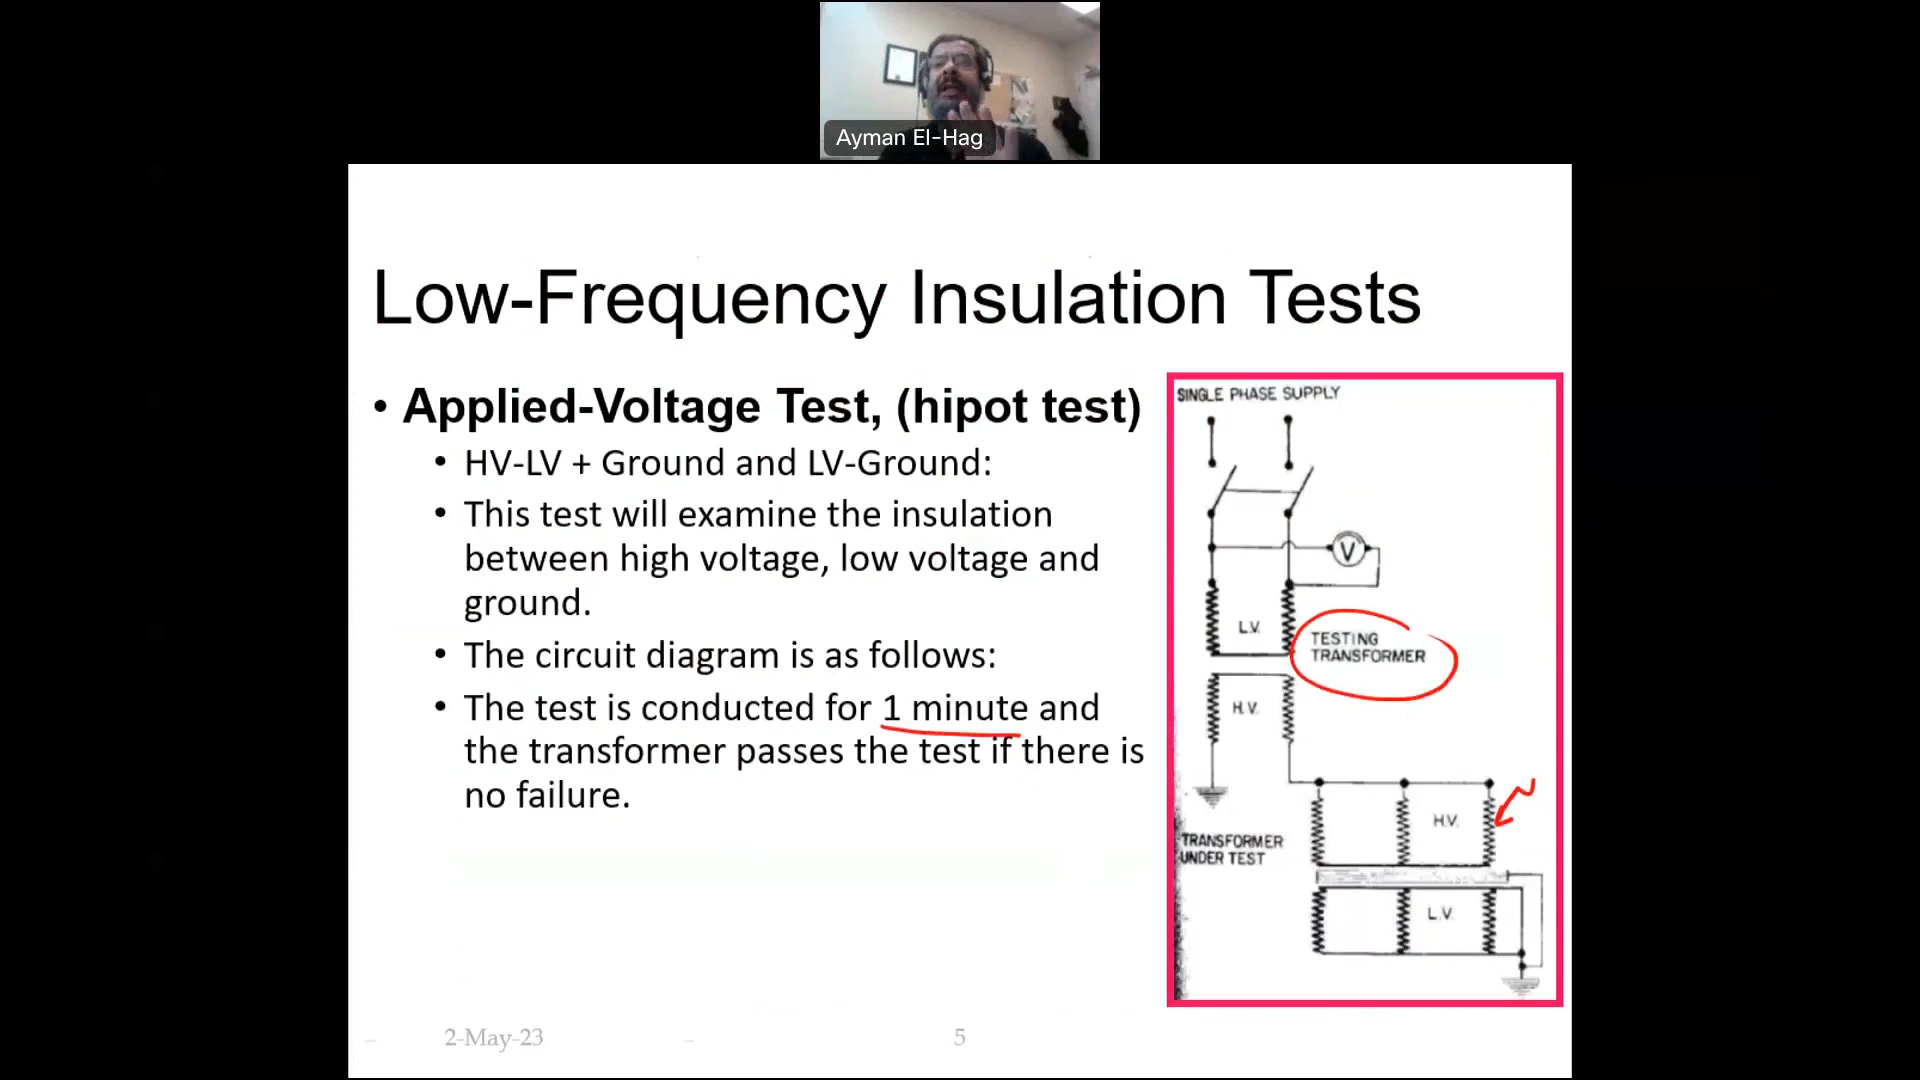 Ayman El-Hag
Low-Frequency Insulation Tests
• Applied-Voltage Test, (hipot test)
• HV-LV + Ground and LV-Ground:
• This test will examine the insulation
between high voltage, low voltage and
ground.
• The circuit diagram is as follows:
• The test is conducted for 1 minute and
the transformer passes the test if there is
no failure.
SINGLE PHASE SUPPLY
V
L.V.
TESTING
TRANSFORMER
H.V.
H.V.
TRANSFORMER
UNDER TEST
L.V.
2-May-23
5